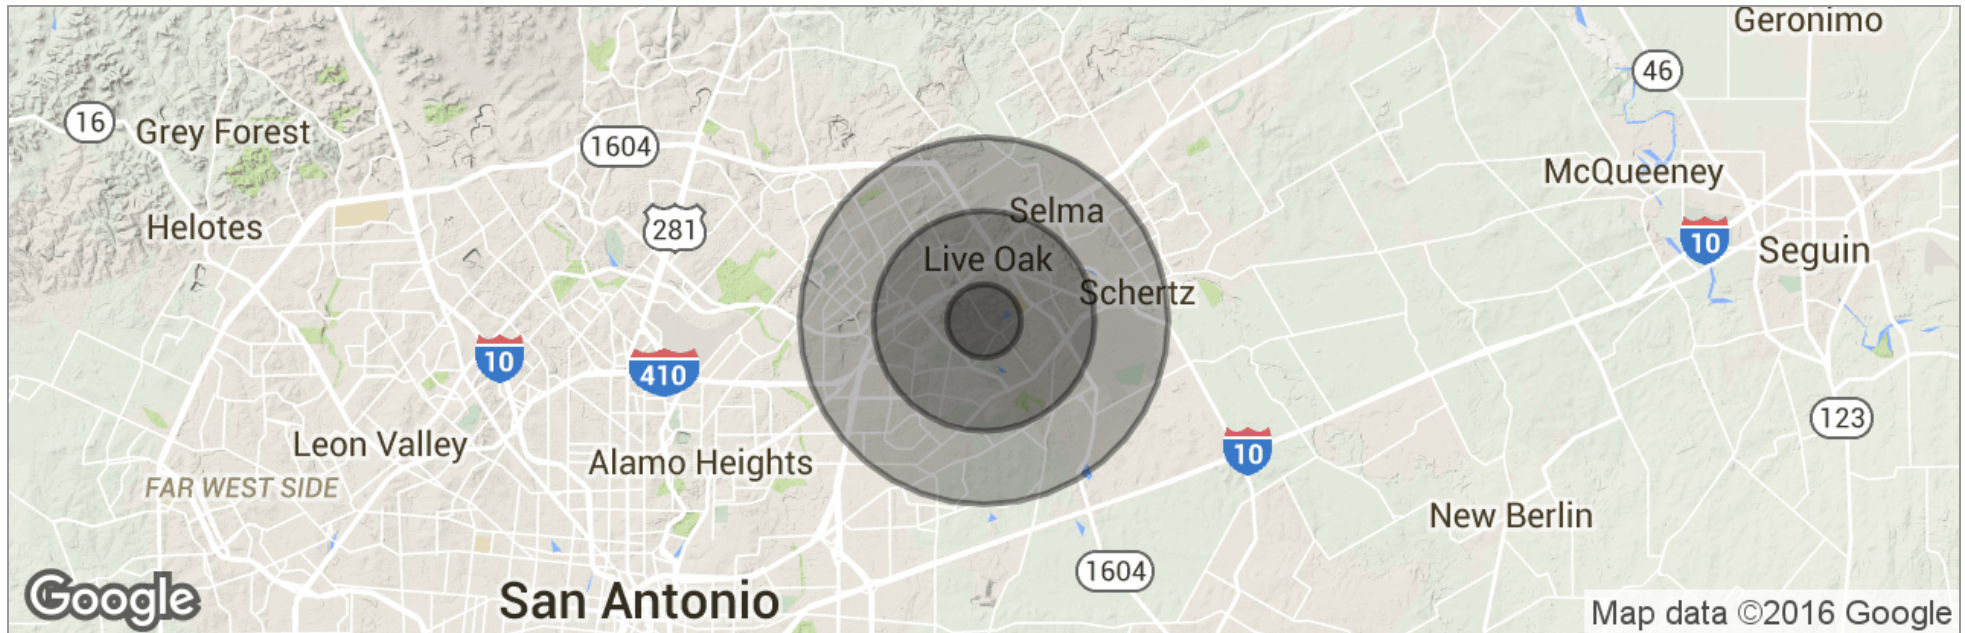 Geronimo
46
16
Grey Forest
1604
McQueeney
Selma
Helotes
281
10
Seguin
Live Oak
Schertz
10
410
123
Leon Valley
Alamo Heights
10
FAR WEST SIDE
New Berlin
1604
San Antonio
Google
Map data ©2016 Google